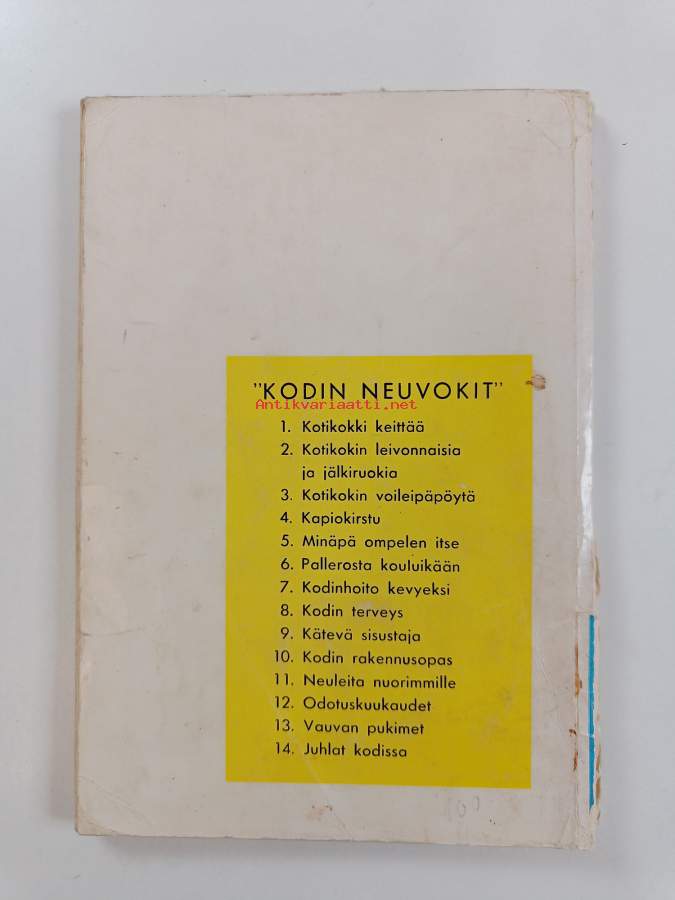 "KODIN NEUVOKIT"
Antikvariaatti.net
1. Kotikokki keittää
2. Kotikokin leivonnaisia
ja jälkiruokia
3. Kotikokin voileipäpöytä
4. Kapiokirstu
5. Minäpä ompelen itse
6. Pallerosta kouluikään
7. Kodinhoito kevyeksi
8. Kodin terveys
9. Kätevä sisustaja
10. Kodin rakennusopas
11. Neuleita nuorimmille
12. Odotuskuukaudet
13. Vauvan pukimet
14. Juhlat kodissa